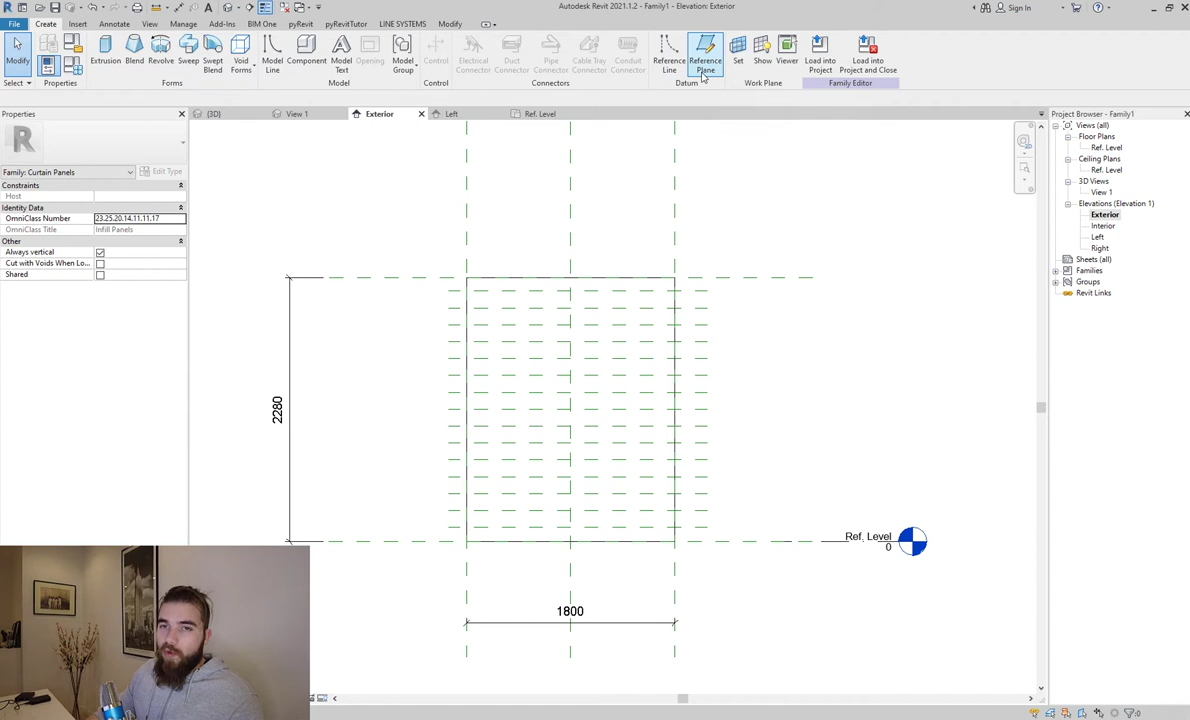 Autodesk Revit 2021.1.2 - Family1 - Elevation: Exterior
Sign In
File Create Insert Annotate View Manage Add-Ins BIM One pyRevit pyRevitTutor LINE SYSTEMS Modify
Modify
Extrusion Blend Revolve Sweep Swept Blend Void Forms
Model Line Component Model Text Opening Model Group
Control
Electrical Connector Duct Connector Pipe Connector Cable Tray Connector Conduit Connector
Reference Line Reference Plane
Set Show Viewer
Load into Project Load into Project and Close
Select Properties Forms Model Control Connectors Datum Work Plane Family Editor
Properties
{3D} View 1 Exterior Left Ref. Level
Project Browser - Family1
Family: Curtain Panels
Edit Type
Constraints
Host
Identity Data
OmniClass Number 23.25.20.14.11.11.17
OmniClass Title Infill Panels
Other
Always vertical
Cut with Voids When Lo...
Shared
2280
1800
Ref. Level
0
Views (all)
Floor Plans
Ref. Level
Ceiling Plans
Ref. Level
3D Views
View 1
Elevations (Elevation 1)
Exterior
Interior
Left
Right
Sheets (all)
Families
Groups
Revit Links
:0